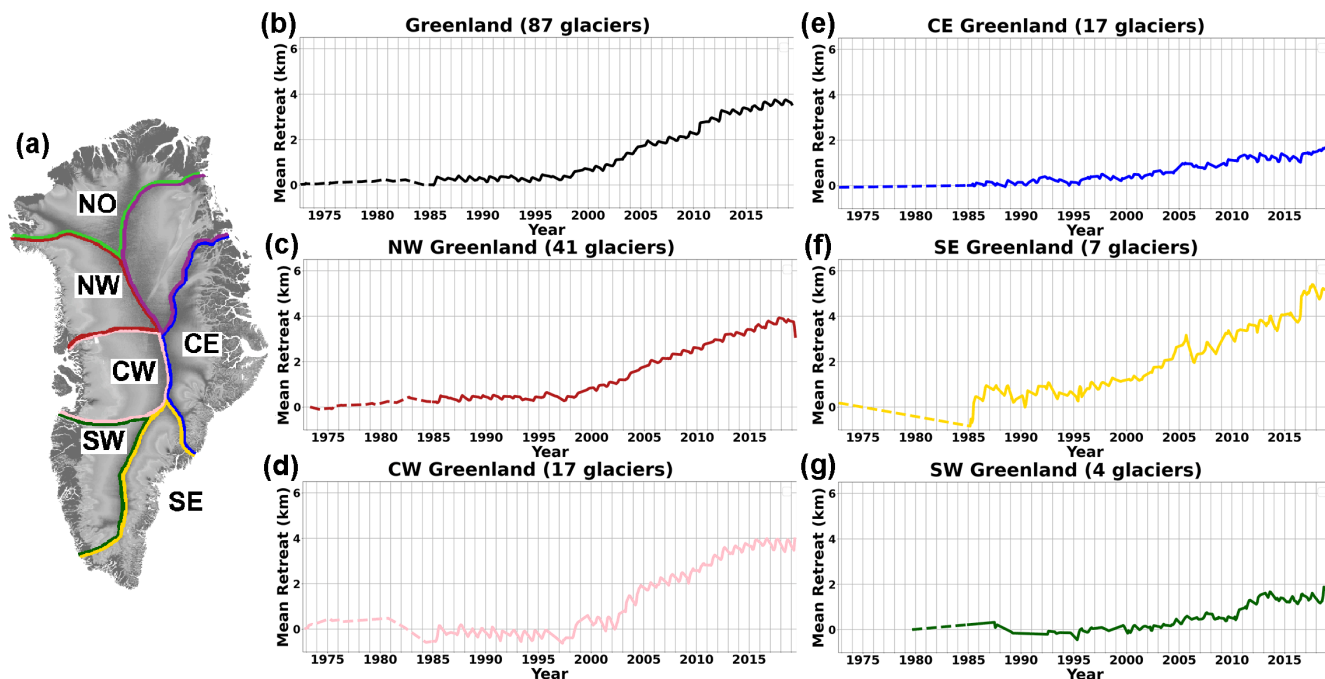 (a)
NO
NW
CW
CE
SW
SE
(b)
Greenland (87 glaciers)
Mean Retreat (km)
6
4
2
0
1975 1980 1985 1990 1995 2000 2005 2010 2015
Year
(c)
NW Greenland (41 glaciers)
Mean Retreat (km)
6
4
2
0
1975 1980 1985 1990 1995 2000 2005 2010 2015
Year
(d)
CW Greenland (17 glaciers)
Mean Retreat (km)
6
4
2
0
1975 1980 1985 1990 1995 2000 2005 2010 2015
Year
(e)
CE Greenland (17 glaciers)
Mean Retreat (km)
6
4
2
0
1975 1980 1985 1990 1995 2000 2005 2010 2015
Year
(f)
SE Greenland (7 glaciers)
Mean Retreat (km)
6
4
2
0
1975 1980 1985 1990 1995 2000 2005 2010 2015
Year
(g)
SW Greenland (4 glaciers)
Mean Retreat (km)
6
4
2
0
1975 1980 1985 1990 1995 2000 2005 2010 2015
Year